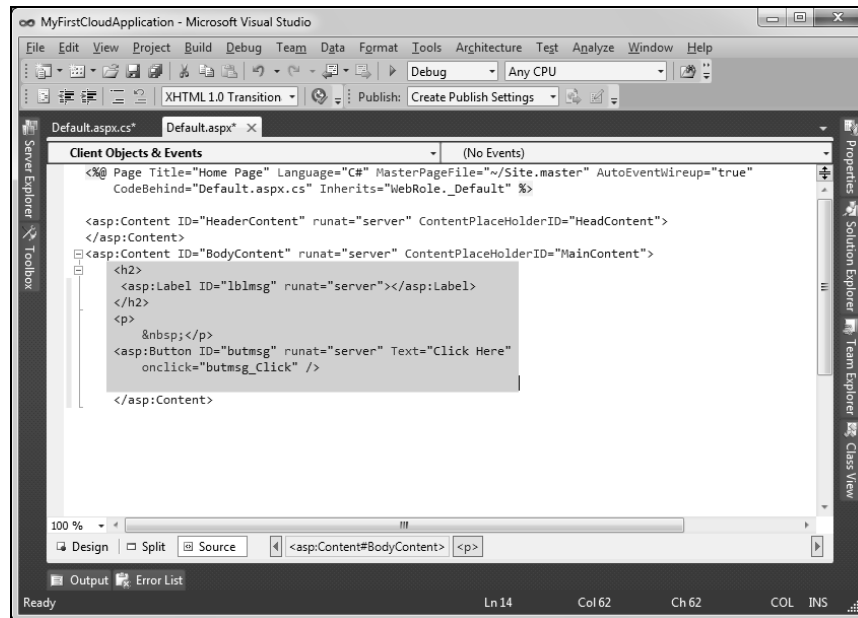 MyFirstCloudApplication - Microsoft Visual Studio
File Edit View Project Build Debug Team Data Format Tools Architecture Test Analyze Window Help
Debug Any CPU
XHTML 1.0 Transition Publish: Create Publish Settings
Default.aspx.cs* Default.aspx*
Client Objects & Events (No Events)
<%@ Page Title="Home Page" Language="C#" MasterPageFile="~/Site.master" AutoEventWireup="true"
CodeBehind="Default.aspx.cs" Inherits="WebRole._Default" %>
<asp:Content ID="HeaderContent" runat="server" ContentPlaceHolderID="HeadContent">
</asp:Content>
<asp:Content ID="BodyContent" runat="server" ContentPlaceHolderID="MainContent">
<h2>
<asp:Label ID="lblmsg" runat="server"></asp:Label>
</h2>
<p>
&nbsp;</p>
<asp:Button ID="butmsg" runat="server" Text="Click Here"
onclick="butmsg_Click" />
</asp:Content>
Server Explorer
Toolbox
Properties
Solution Explorer
Team Explorer
Class View
100 %
Design Split Source <asp:Content#BodyContent> <p>
Output Error List
Ready Ln 14 Col 62 Ch 62 COL INS